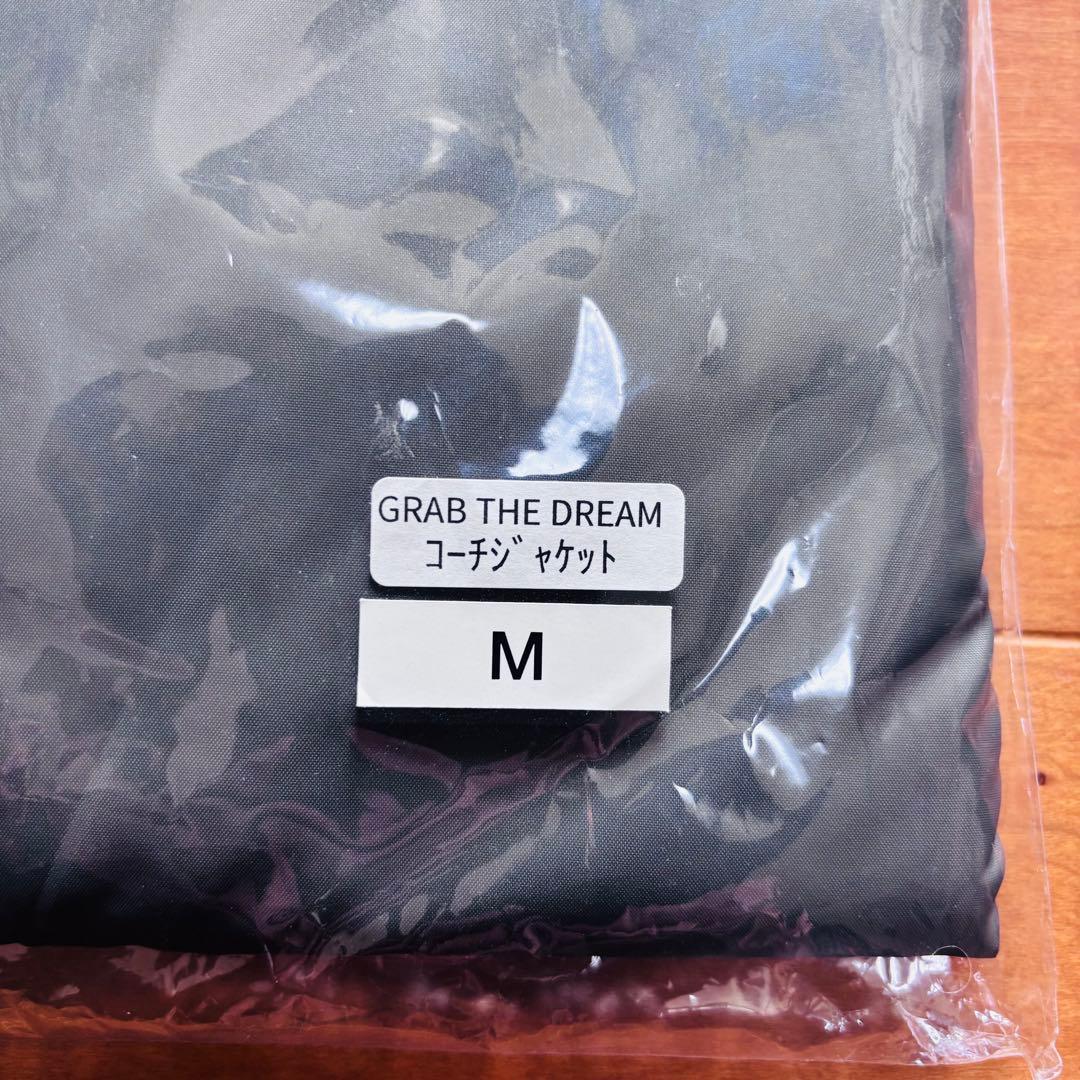 GRAB THE DREAM
ｺｰﾁｼﾞｬｹｯﾄ
M